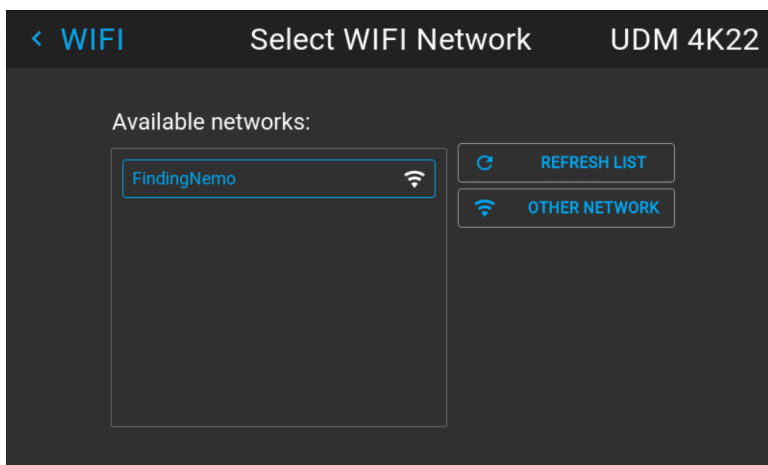 WIFI Select WIFI Network UDM 4K22
Available networks:
FindingNemo
REFRESH LIST
OTHER NETWORK